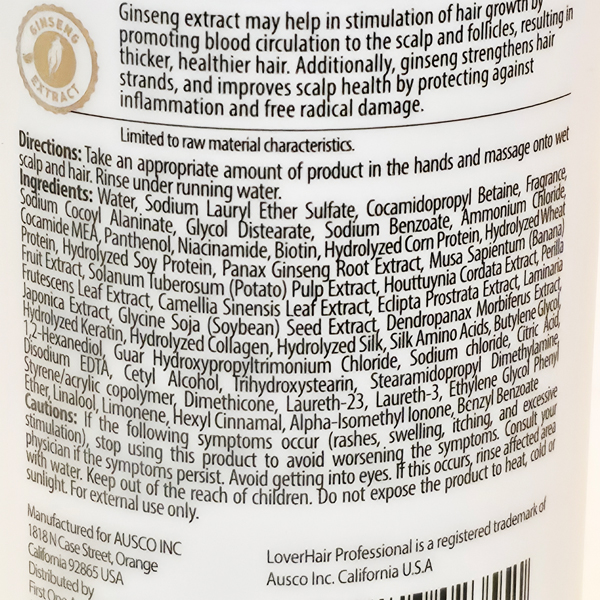 GINSENG
EXTRACT
Ginseng extract may help in stimulation of hair growth by
promoting blood circulation to the scalp and follicles, resulting in
thicker, healthier hair. Additionally, ginseng strengthens hair
strands, and improves scalp health by protecting against
inflammation and free radical damage.
Limited to raw material characteristics.
Directions: Take an appropriate amount of product in the hands and massage onto wet
scalp and hair. Rinse under running water.
Ingredients: Water, Sodium Lauryl Ether Sulfate, Cocamidopropyl Betaine, Fragrance,
Sodium Cocoyl Alaninate, Glycol Distearate, Sodium Benzoate, Ammonium Chloride,
Cocamide MEA, Panthenol, Niacinamide, Biotin, Hydrolyzed Corn Protein, Hydrolyzed Wheat
Protein, Hydrolyzed Soy Protein, Panax Ginseng Root Extract, Musa Sapientum (Banana)
Fruit Extract, Solanum Tuberosum (Potato) Pulp Extract, Houttuynia Cordata Extract, Perilla
Frutescens Leaf Extract, Camellia Sinensis Leaf Extract, Eclipta Prostrata Extract, Laminaria
Japonica Extract, Glycine Soja (Soybean) Seed Extract, Dendropanax Morbiferus Extract,
Hydrolyzed Keratin, Hydrolyzed Collagen, Hydrolyzed Silk, Silk Amino Acids, Butylene Glycol,
1,2-Hexanediol, Guar Hydroxypropyltrimonium Chloride, Sodium chloride, Citric Acid,
Disodium EDTA, Cetyl Alcohol, Trihydroxystearin, Stearamidopropyl Dimethylamine,
Styrene/acrylic copolymer, Dimethicone, Laureth-23, Laureth-3, Ethylene Glycol Phenyl
Ether, Linalool, Limonene, Hexyl Cinnamal, Alpha-Isomethyl Ionone, Benzyl Benzoate
Cautions: If the following symptoms occur (rashes, swelling, itching, and excessive
stimulation), stop using this product to avoid worsening the symptoms. Consult your
physician if the symptoms persist. Avoid getting into eyes. If this occurs, rinse affected area
with water. Keep out of the reach of children. Do not expose the product to heat, cold or
sunlight. For external use only.
Manufactured for AUSCO INC
1818 N Case Street, Orange
California 92865 USA
Distributed by
First One
LoverHair Professional is a registered trademark of
Ausco Inc. California U.S.A